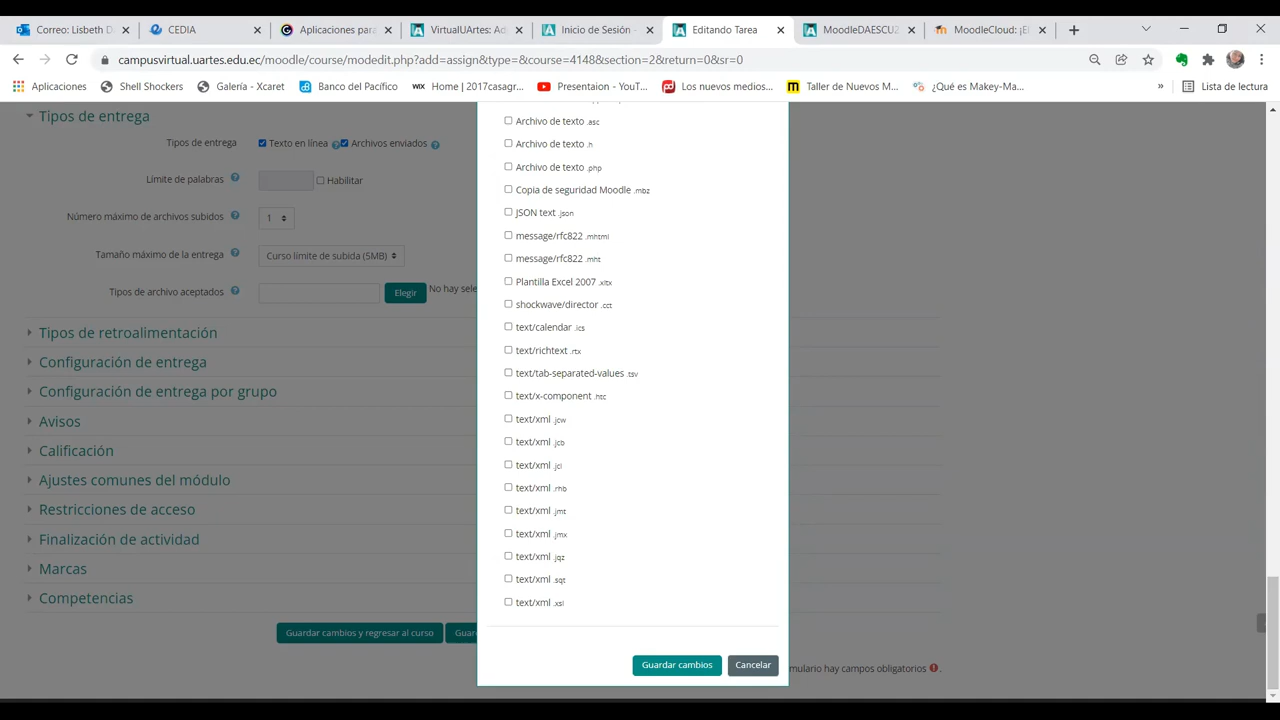 Correo: Lisbeth D
CEDIA
Aplicaciones para
VirtualUArtes: Ad
Inicio de Sesión -
Editando Tarea
MoodleDAESCU2
MoodleCloud: ¡El
campusvirtual.uartes.edu.ec/moodle/course/modedit.php?add=assign&type=&course=4148&section=2&return=0&sr=0
Aplicaciones
Shell Shockers
Galería - Xcaret
Banco del Pacífico
WIX Home | 2017casagr...
Presentaion - YouT...
Los nuevos medios...
Taller de Nuevos M...
¿Qué es Makey-Ma...
»
Lista de lectura
Tipos de entrega
Tipos de entrega
Texto en línea
Archivos enviados
Límite de palabras
Habilitar
Número máximo de archivos subidos
1
Tamaño máximo de la entrega
Curso límite de subida (5MB)
Tipos de archivo aceptados
Elegir
No hay sele
Tipos de retroalimentación
Configuración de entrega
Configuración de entrega por grupo
Avisos
Calificación
Ajustes comunes del módulo
Restricciones de acceso
Finalización de actividad
Marcas
Competencias
Guardar cambios y regresar al curso
Guar
mulario hay campos obligatorios
Archivo de texto .asc
Archivo de texto .h
Archivo de texto .php
Copia de seguridad Moodle .mbz
JSON text .json
message/rfc822 .mhtml
message/rfc822 .mht
Plantilla Excel 2007 .xltx
shockwave/director .cct
text/calendar .ics
text/richtext .rtx
text/tab-separated-values .tsv
text/x-component .htc
text/xml .jcw
text/xml .jcb
text/xml .jcl
text/xml .rhb
text/xml .jmt
text/xml .jmx
text/xml .jqz
text/xml .sqt
text/xml .xsl
Guardar cambios
Cancelar